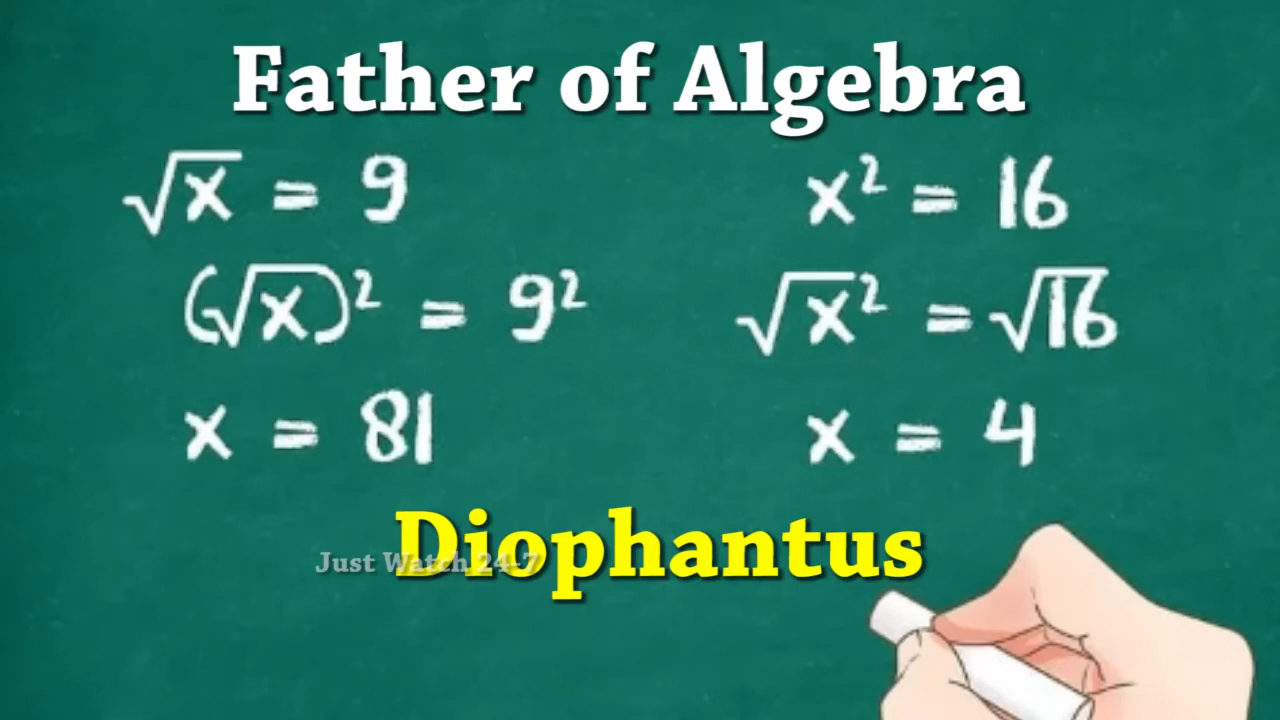 Father of Algebra
√x = 9
(√x)² = 9²
x = 81
x² = 16
√x² = √16
x = 4
Diophantus
Just Watch 24-7